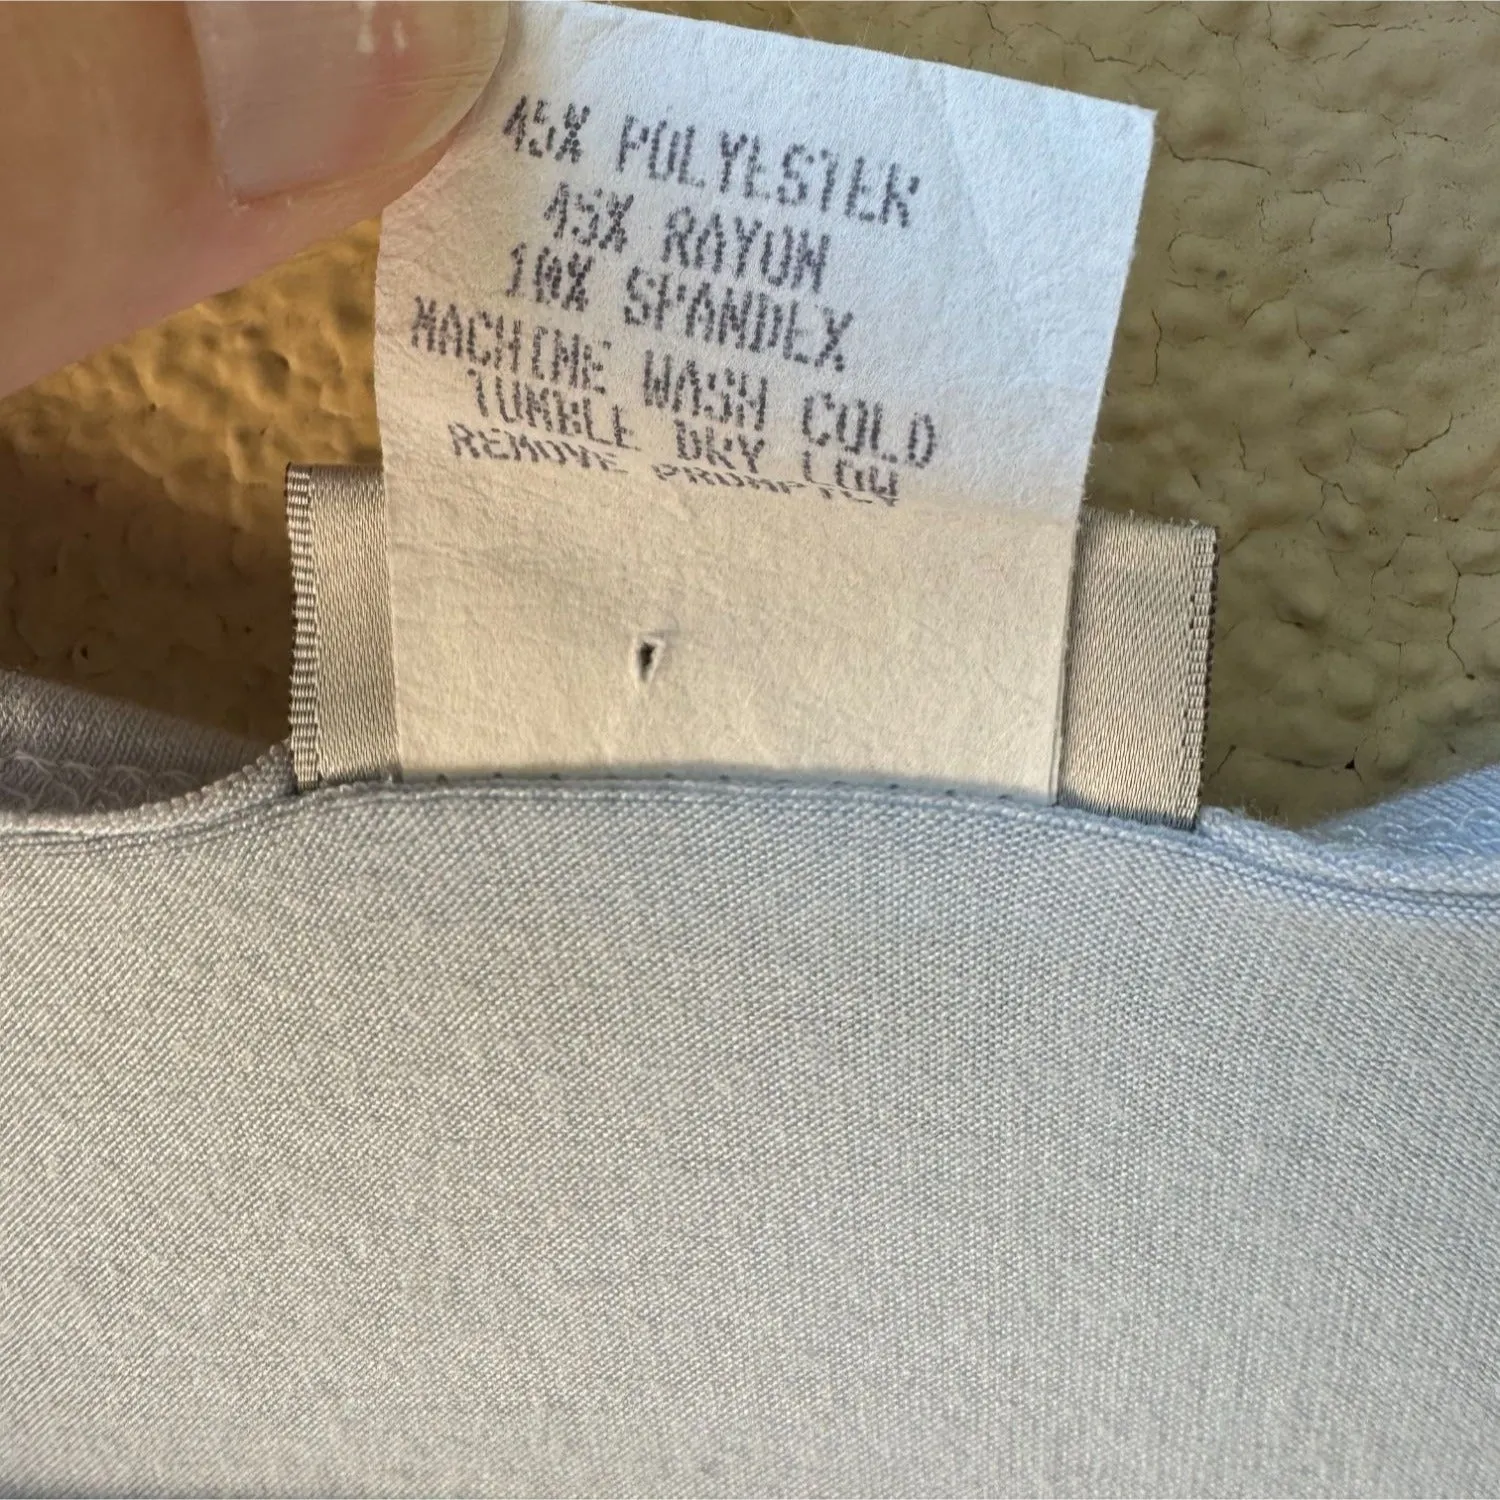 45% POLYESTER
45% RAYON
10% SPANDEX
MACHINE WASH COLD
TUMBLE DRY LOW
REMOVE PROMPTLY